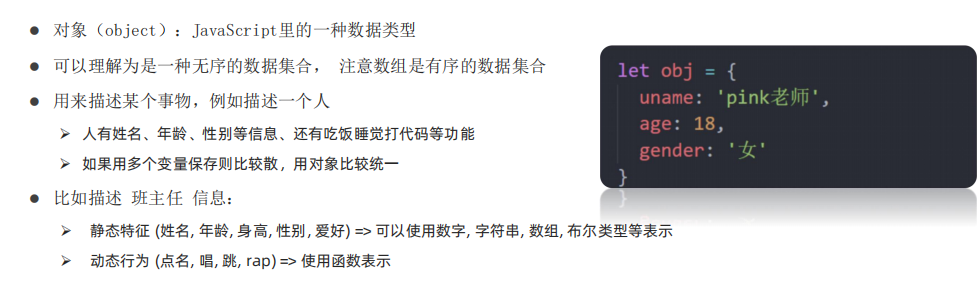 ● 对象（object）：JavaScript里的一种数据类型
● 可以理解为是一种无序的数据集合， 注意数组是有序的数据集合
● 用来描述某个事物，例如描述一个人
➢ 人有姓名、年龄、性别等信息、还有吃饭睡觉打代码等功能
➢ 如果用多个变量保存则比较散，用对象比较统一
● 比如描述 班主任 信息：
➢ 静态特征 (姓名, 年龄, 身高, 性别, 爱好) => 可以使用数字, 字符串, 数组, 布尔类型等表示
➢ 动态行为 (点名, 唱, 跳, rap) => 使用函数表示
let obj = {
uname: 'pink老师',
age: 18,
gender: '女'
}